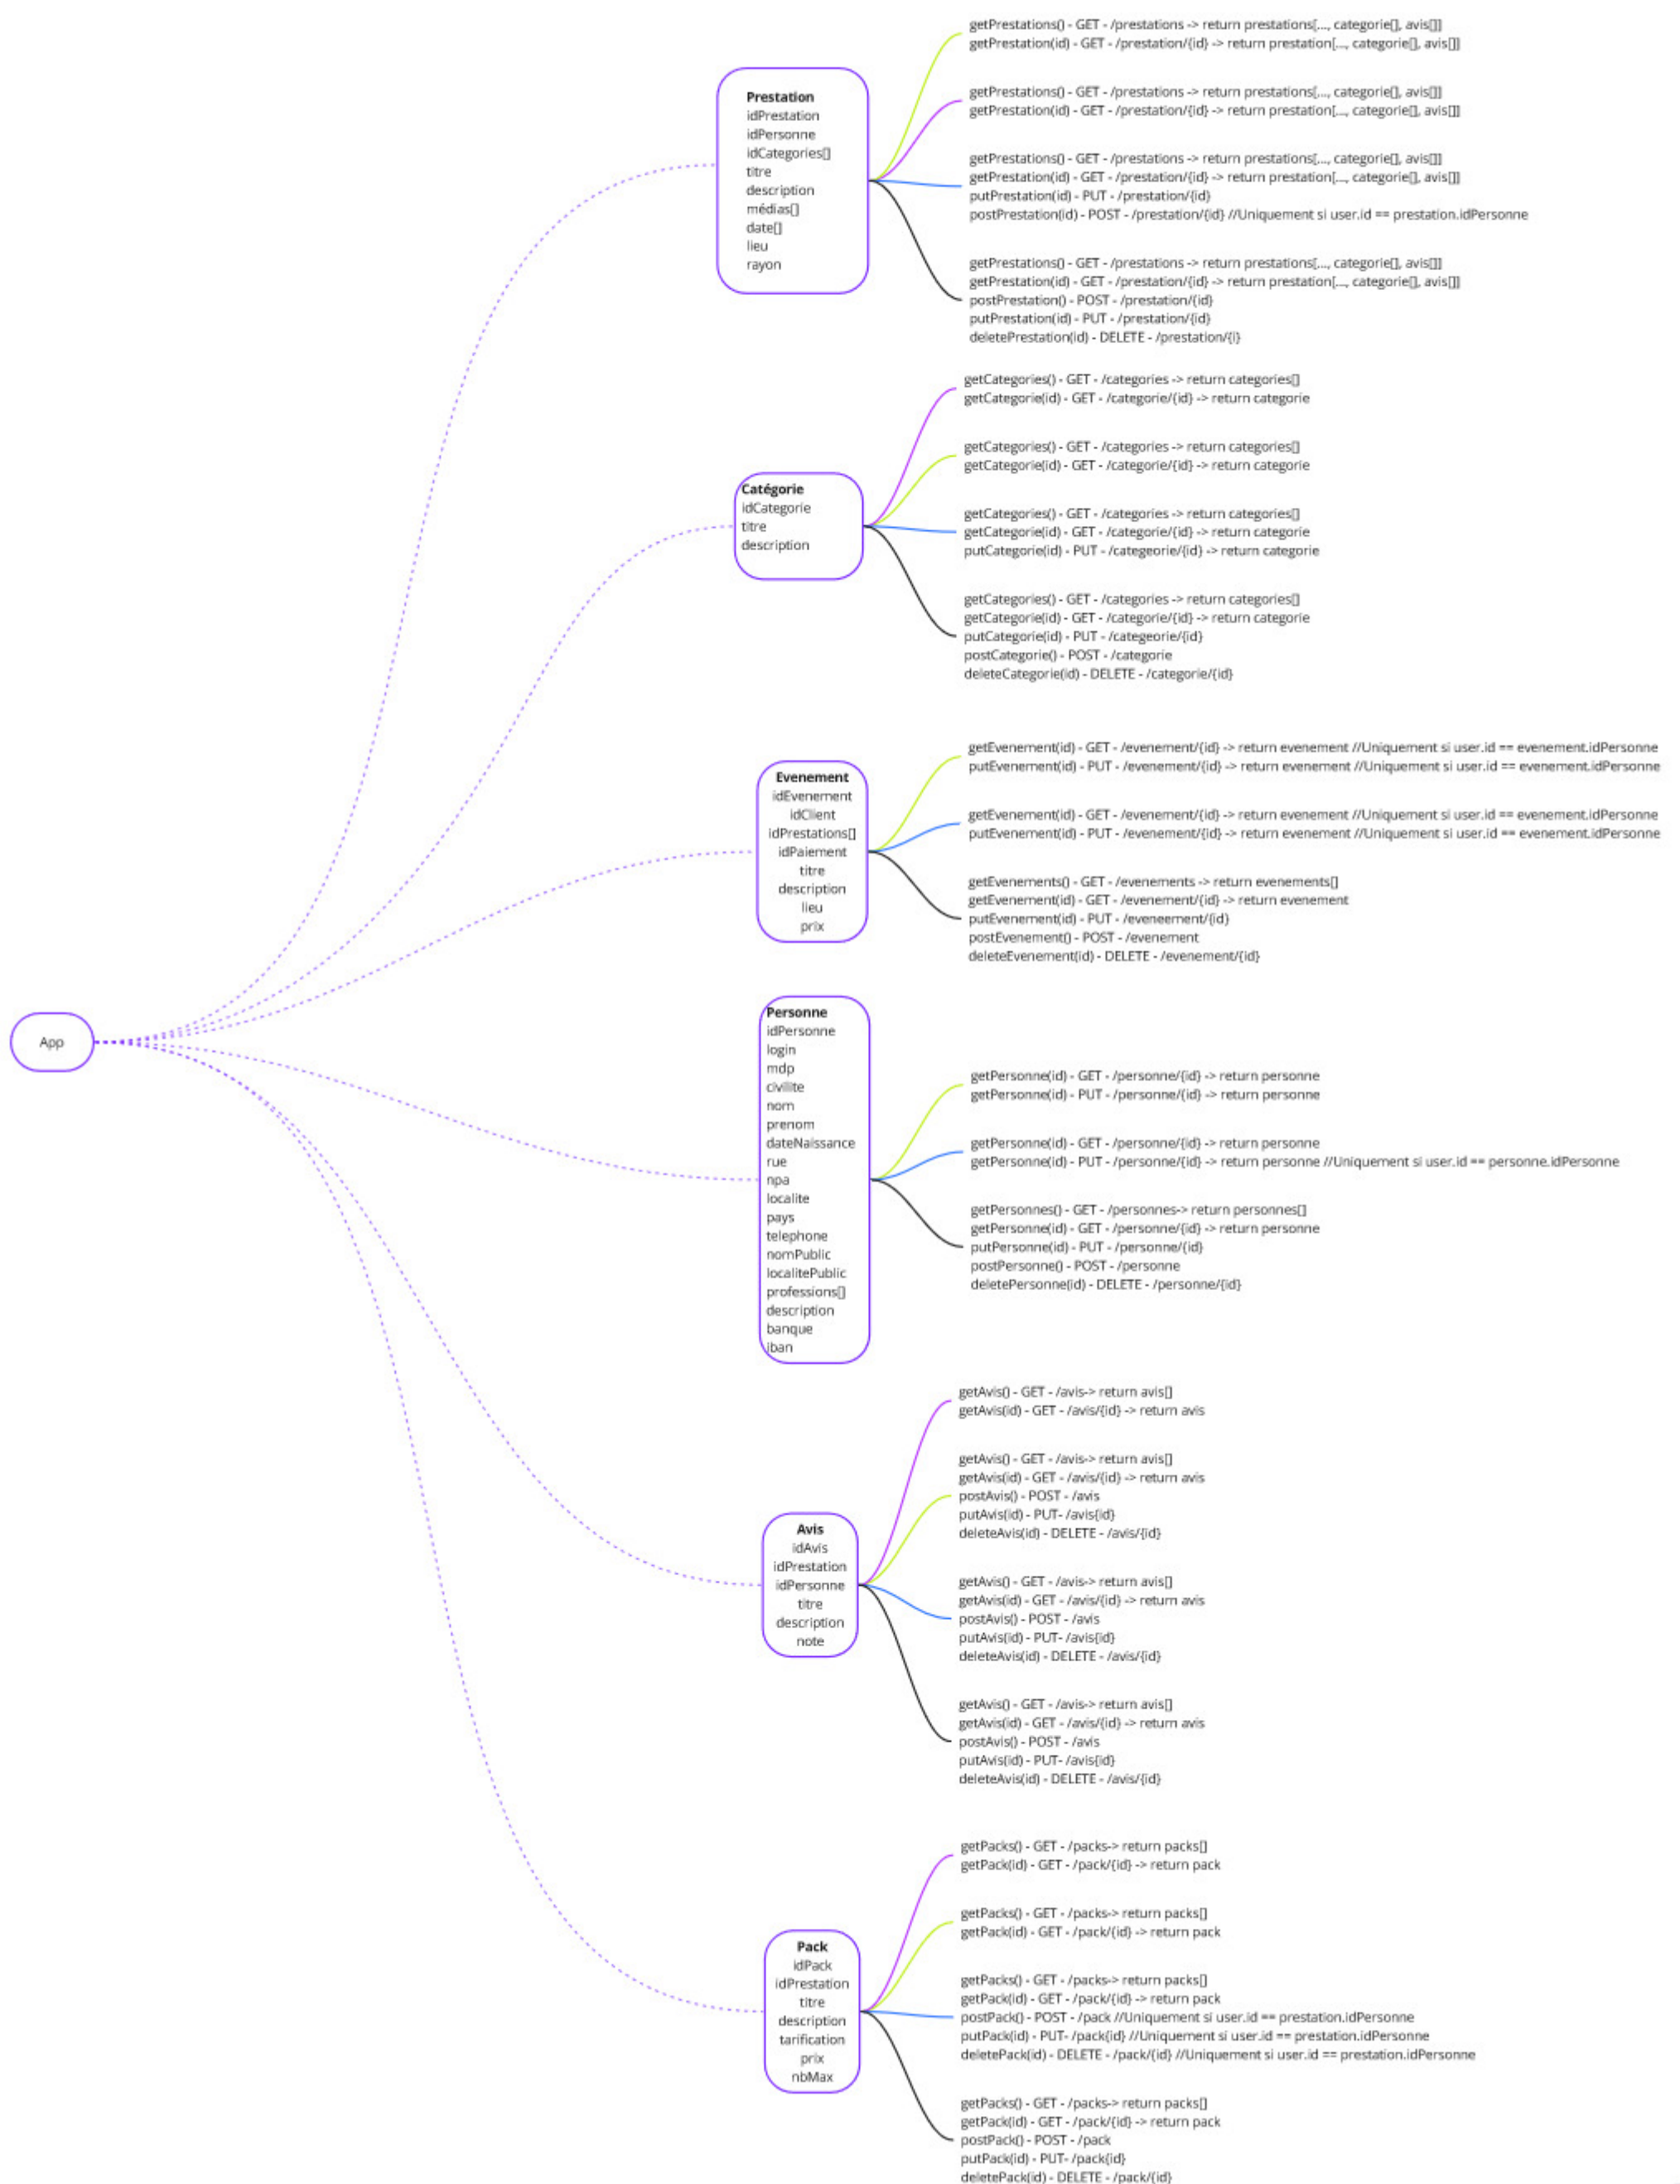 getPrestations() - GET - /prestations -> return prestations[..., categorie[], avis[]]
getPrestation(id) - GET - /prestation/{id} -> return prestation[..., categorie[], avis[]]
getPrestations() - GET - /prestations -> return prestations[..., categorie[], avis[]]
getPrestation(id) - GET - /prestation/{id} -> return prestation[..., categorie[], avis[]]
getPrestations() - GET - /prestations -> return prestations[..., categorie[], avis[]]
getPrestation(id) - GET - /prestation/{id} -> return prestation[..., categorie[], avis[]]
putPrestation(id) - PUT - /prestation/{id}
postPrestation(id) - POST - /prestation/{id} //Uniquement si user.id == prestation.idPersonne
getPrestations() - GET - /prestations -> return prestations[..., categorie[], avis[]]
getPrestation(id) - GET - /prestation/{id} -> return prestation[..., categorie[], avis[]]
postPrestation() - POST - /prestation/{id}
putPrestation(id) - PUT - /prestation/{id}
deletePrestation(id) - DELETE - /prestation/{i}
Prestation
idPrestation
idPersonne
idCategories[]
titre
description
médias[]
date[]
lieu
rayon
getCategories() - GET - /categories -> return categories[]
getCategorie(id) - GET - /categorie/{id} -> return categorie
getCategories() - GET - /categories -> return categories[]
getCategorie(id) - GET - /categorie/{id} -> return categorie
getCategories() - GET - /categories -> return categories[]
getCategorie(id) - GET - /categorie/{id} -> return categorie
putCategorie(id) - PUT - /categeorie/{id} -> return categorie
getCategories() - GET - /categories -> return categories[]
getCategorie(id) - GET - /categorie/{id} -> return categorie
putCategorie(id) - PUT - /categeorie/{id}
postCategorie() - POST - /categorie
deleteCategorie(id) - DELETE - /categorie/{id}
Catégorie
idCategorie
titre
description
getEvenement(id) - GET - /evenement/{id} -> return evenement //Uniquement si user.id == evenement.idPersonne
putEvenement(id) - PUT - /evenement/{id} -> return evenement //Uniquement si user.id == evenement.idPersonne
getEvenement(id) - GET - /evenement/{id} -> return evenement //Uniquement si user.id == evenement.idPersonne
putEvenement(id) - PUT - /evenement/{id} -> return evenement //Uniquement si user.id == evenement.idPersonne
getEvenements() - GET - /evenements -> return evenements[]
getEvenement(id) - GET - /evenement/{id} -> return evenement
putEvenement(id) - PUT - /eveneement/{id}
postEvenement() - POST - /evenement
deleteEvenement(id) - DELETE - /evenement/{id}
Evenement
idEvenement
idClient
idPrestations[]
idPaiement
titre
description
lieu
prix
App
Personne
idPersonne
login
mdp
civilite
nom
prenom
dateNaissance
rue
npa
localite
pays
telephone
nomPublic
localitePublic
professions[]
description
banque
iban
getPersonne(id) - GET - /personne/{id} -> return personne
getPersonne(id) - PUT - /personne/{id} -> return personne
getPersonne(id) - GET - /personne/{id} -> return personne
getPersonne(id) - PUT - /personne/{id} -> return personne //Uniquement si user.id == personne.idPersonne
getPersonnes() - GET - /personnes-> return personnes[]
getPersonne(id) - GET - /personne/{id} -> return personne
putPersonne(id) - PUT - /personne/{id}
postPersonne() - POST - /personne
deletePersonne(id) - DELETE - /personne/{id}
getAvis() - GET - /avis-> return avis[]
getAvis(id) - GET - /avis/{id} -> return avis
getAvis() - GET - /avis-> return avis[]
getAvis(id) - GET - /avis/{id} -> return avis
postAvis() - POST - /avis
putAvis(id) - PUT- /avis{id}
deleteAvis(id) - DELETE - /avis/{id}
getAvis() - GET - /avis-> return avis[]
getAvis(id) - GET - /avis/{id} -> return avis
postAvis() - POST - /avis
putAvis(id) - PUT- /avis{id}
deleteAvis(id) - DELETE - /avis/{id}
getAvis() - GET - /avis-> return avis[]
getAvis(id) - GET - /avis/{id} -> return avis
postAvis() - POST - /avis
putAvis(id) - PUT- /avis{id}
deleteAvis(id) - DELETE - /avis/{id}
Avis
idAvis
idPrestation
idPersonne
titre
description
note
getPacks() - GET - /packs-> return packs[]
getPack(id) - GET - /pack/{id} -> return pack
getPacks() - GET - /packs-> return packs[]
getPack(id) - GET - /pack/{id} -> return pack
getPacks() - GET - /packs-> return packs[]
getPack(id) - GET - /pack/{id} -> return pack
postPack() - POST - /pack //Uniquement si user.id == prestation.idPersonne
putPack(id) - PUT- /pack{id} //Uniquement si user.id == prestation.idPersonne
deletePack(id) - DELETE - /pack/{id} //Uniquement si user.id == prestation.idPersonne
getPacks() - GET - /packs-> return packs[]
getPack(id) - GET - /pack/{id} -> return pack
postPack() - POST - /pack
putPack(id) - PUT- /pack{id}
deletePack(id) - DELETE - /pack/{id}
Pack
idPack
idPrestation
titre
description
tarification
prix
nbMax